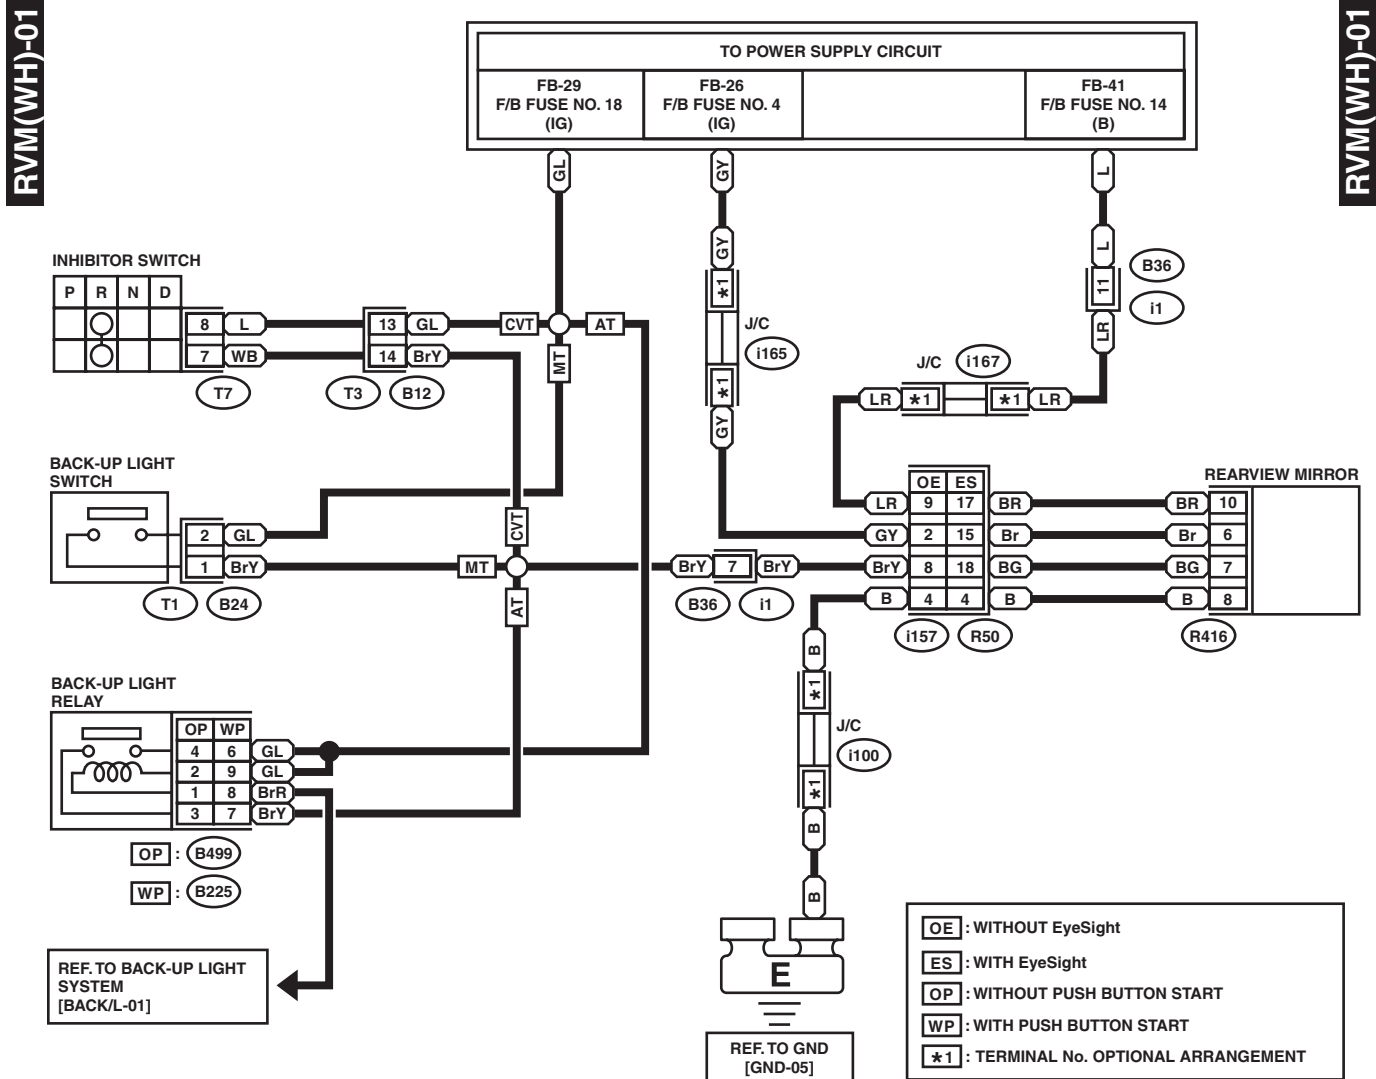 RVM(WH)-01
RVM(WH)-01
TO POWER SUPPLY CIRCUIT
FB-29
F/B FUSE NO. 18
(IG)
FB-26
F/B FUSE NO. 4
(IG)
FB-41
F/B FUSE NO. 14
(B)
GL
GY
L
GY
L
*1
11
B36
i1
J/C
i165
LR
*1
GY
J/C
i167
LR
*1
*1
LR
INHIBITOR SWITCH
P R N D
8 L
7 WB
T7
13 GL
14 BrY
T3
B12
CVT
AT
MT
BACK-UP LIGHT
SWITCH
2 GL
1 BrY
T1
B24
CVT
MT
AT
BrY 7 BrY
B36
i1
OE ES
LR 9 17 BR
GY 2 15 Br
BrY 8 18 BG
B 4 4 B
i157
R50
REARVIEW MIRROR
BR 10
Br 6
BG 7
B 8
R416
BACK-UP LIGHT
RELAY
OP WP
4 6 GL
2 9 GL
1 8 BrR
3 7 BrY
OP : B499
WP : B225
REF. TO BACK-UP LIGHT
SYSTEM
[BACK/L-01]
B
*1
J/C
i100
*1
B
B
E
REF. TO GND
[GND-05]
OE : WITHOUT EyeSight
ES : WITH EyeSight
OP : WITHOUT PUSH BUTTON START
WP : WITH PUSH BUTTON START
*1 : TERMINAL No. OPTIONAL ARRANGEMENT